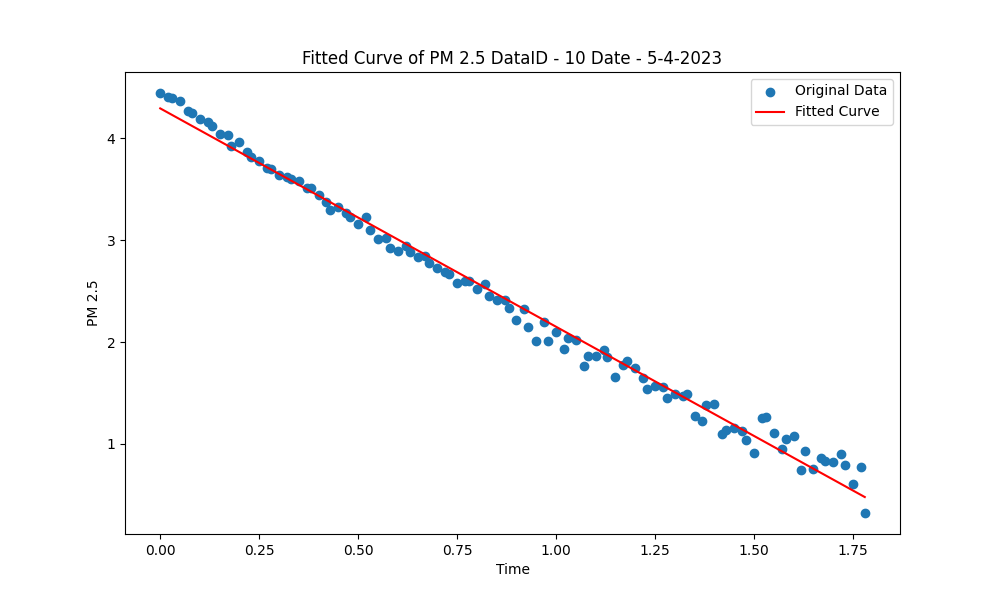 Fitted Curve of PM 2.5 DataID - 10 Date - 5-4-2023
Original Data
Fitted Curve
4
3
2
1
PM 2.5
0.00 0.25 0.50 0.75 1.00 1.25 1.50 1.75
Time